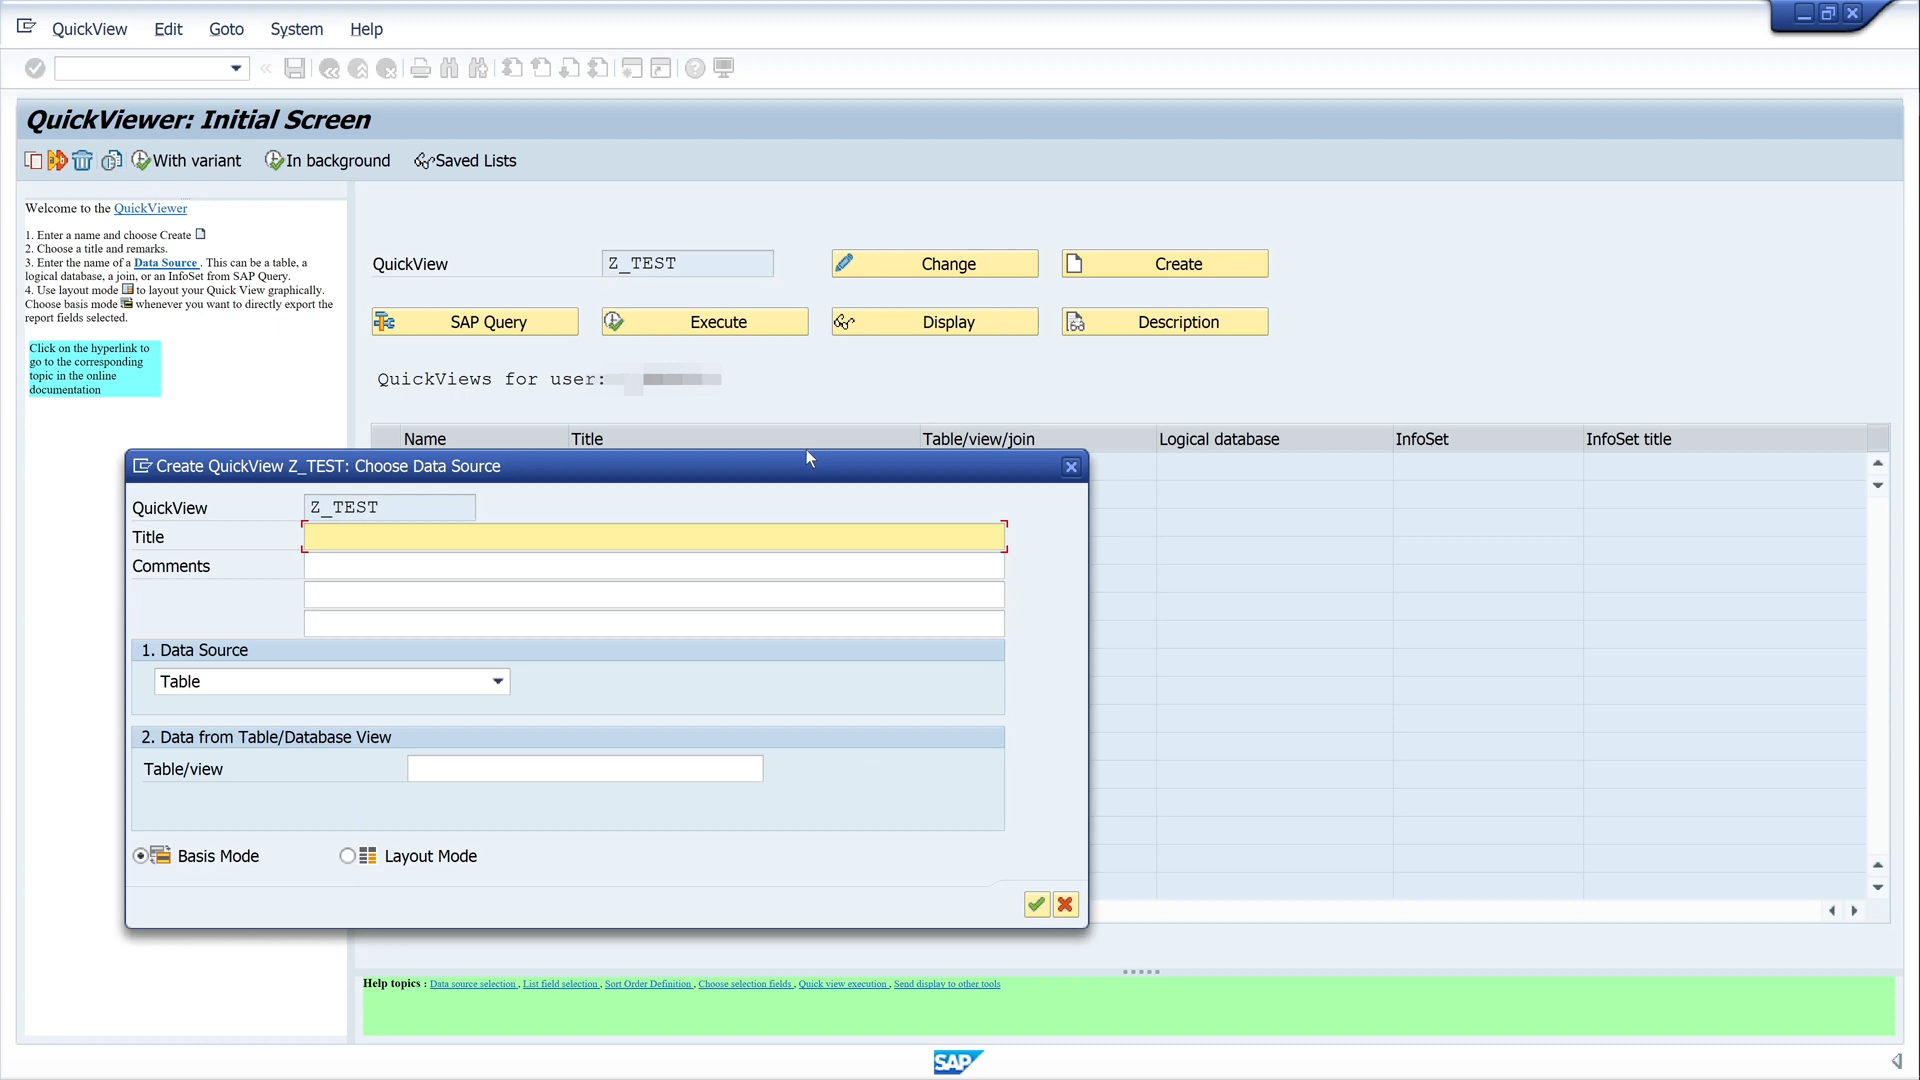 QuickView Edit Goto System Help
QuickViewer: Initial Screen
With variant In background Saved Lists
Welcome to the QuickViewer
1. Enter a name and choose Create
2. Choose a title and remarks.
3. Enter the name of a Data Source . This can be a table, a
logical database, a join, or an InfoSet from SAP Query.
4. Use layout mode to layout your Quick View graphically.
Choose basis mode whenever you want to directly export the
report fields selected.
Click on the hyperlink to
go to the corresponding
topic in the online
documentation
QuickView Z_TEST Change Create
SAP Query Execute Display Description
QuickViews for user:
Name Title Table/view/join Logical database InfoSet InfoSet title
Create QuickView Z_TEST: Choose Data Source
QuickView Z_TEST
Title
Comments
1. Data Source
Table
2. Data from Table/Database View
Table/view
Basis Mode Layout Mode
Help topics : Data source selection , List field selection , Sort Order Definition , Choose selection fields , Quick view execution , Send display to other tools
SAP